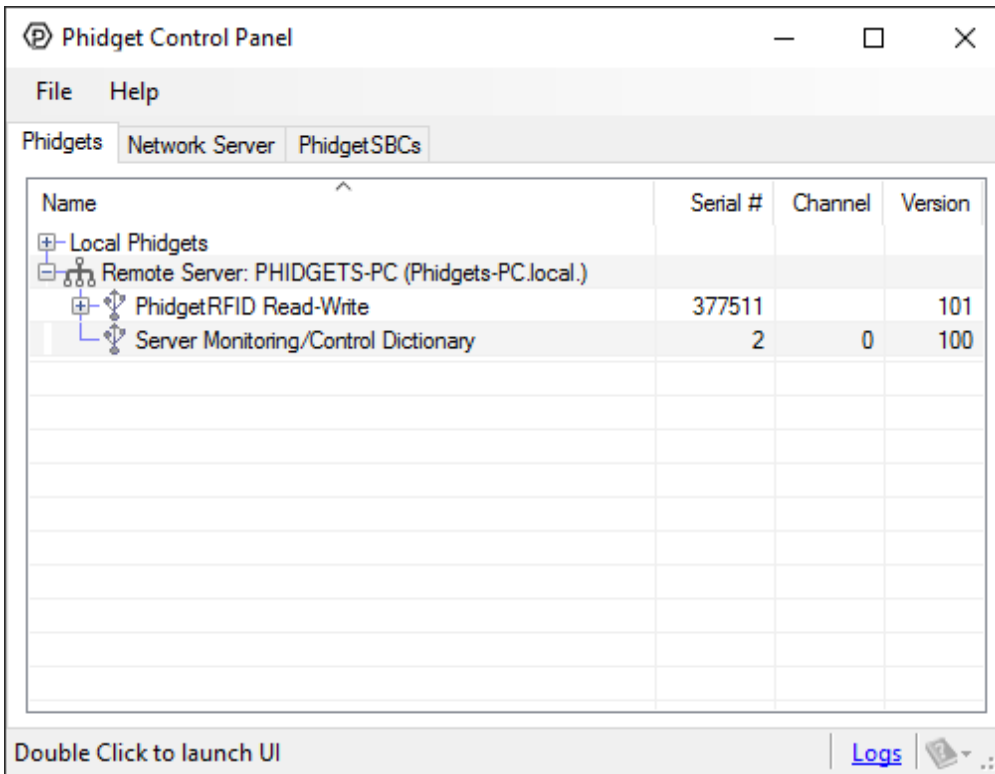 Phidget Control Panel
File Help
Phidgets Network Server PhidgetSBCs
Name Serial # Channel Version
Local Phidgets
Remote Server: PHIDGETS-PC (Phidgets-PC.local.)
PhidgetRFID Read-Write 377511 101
Server Monitoring/Control Dictionary 2 0 100
Double Click to launch UI Logs